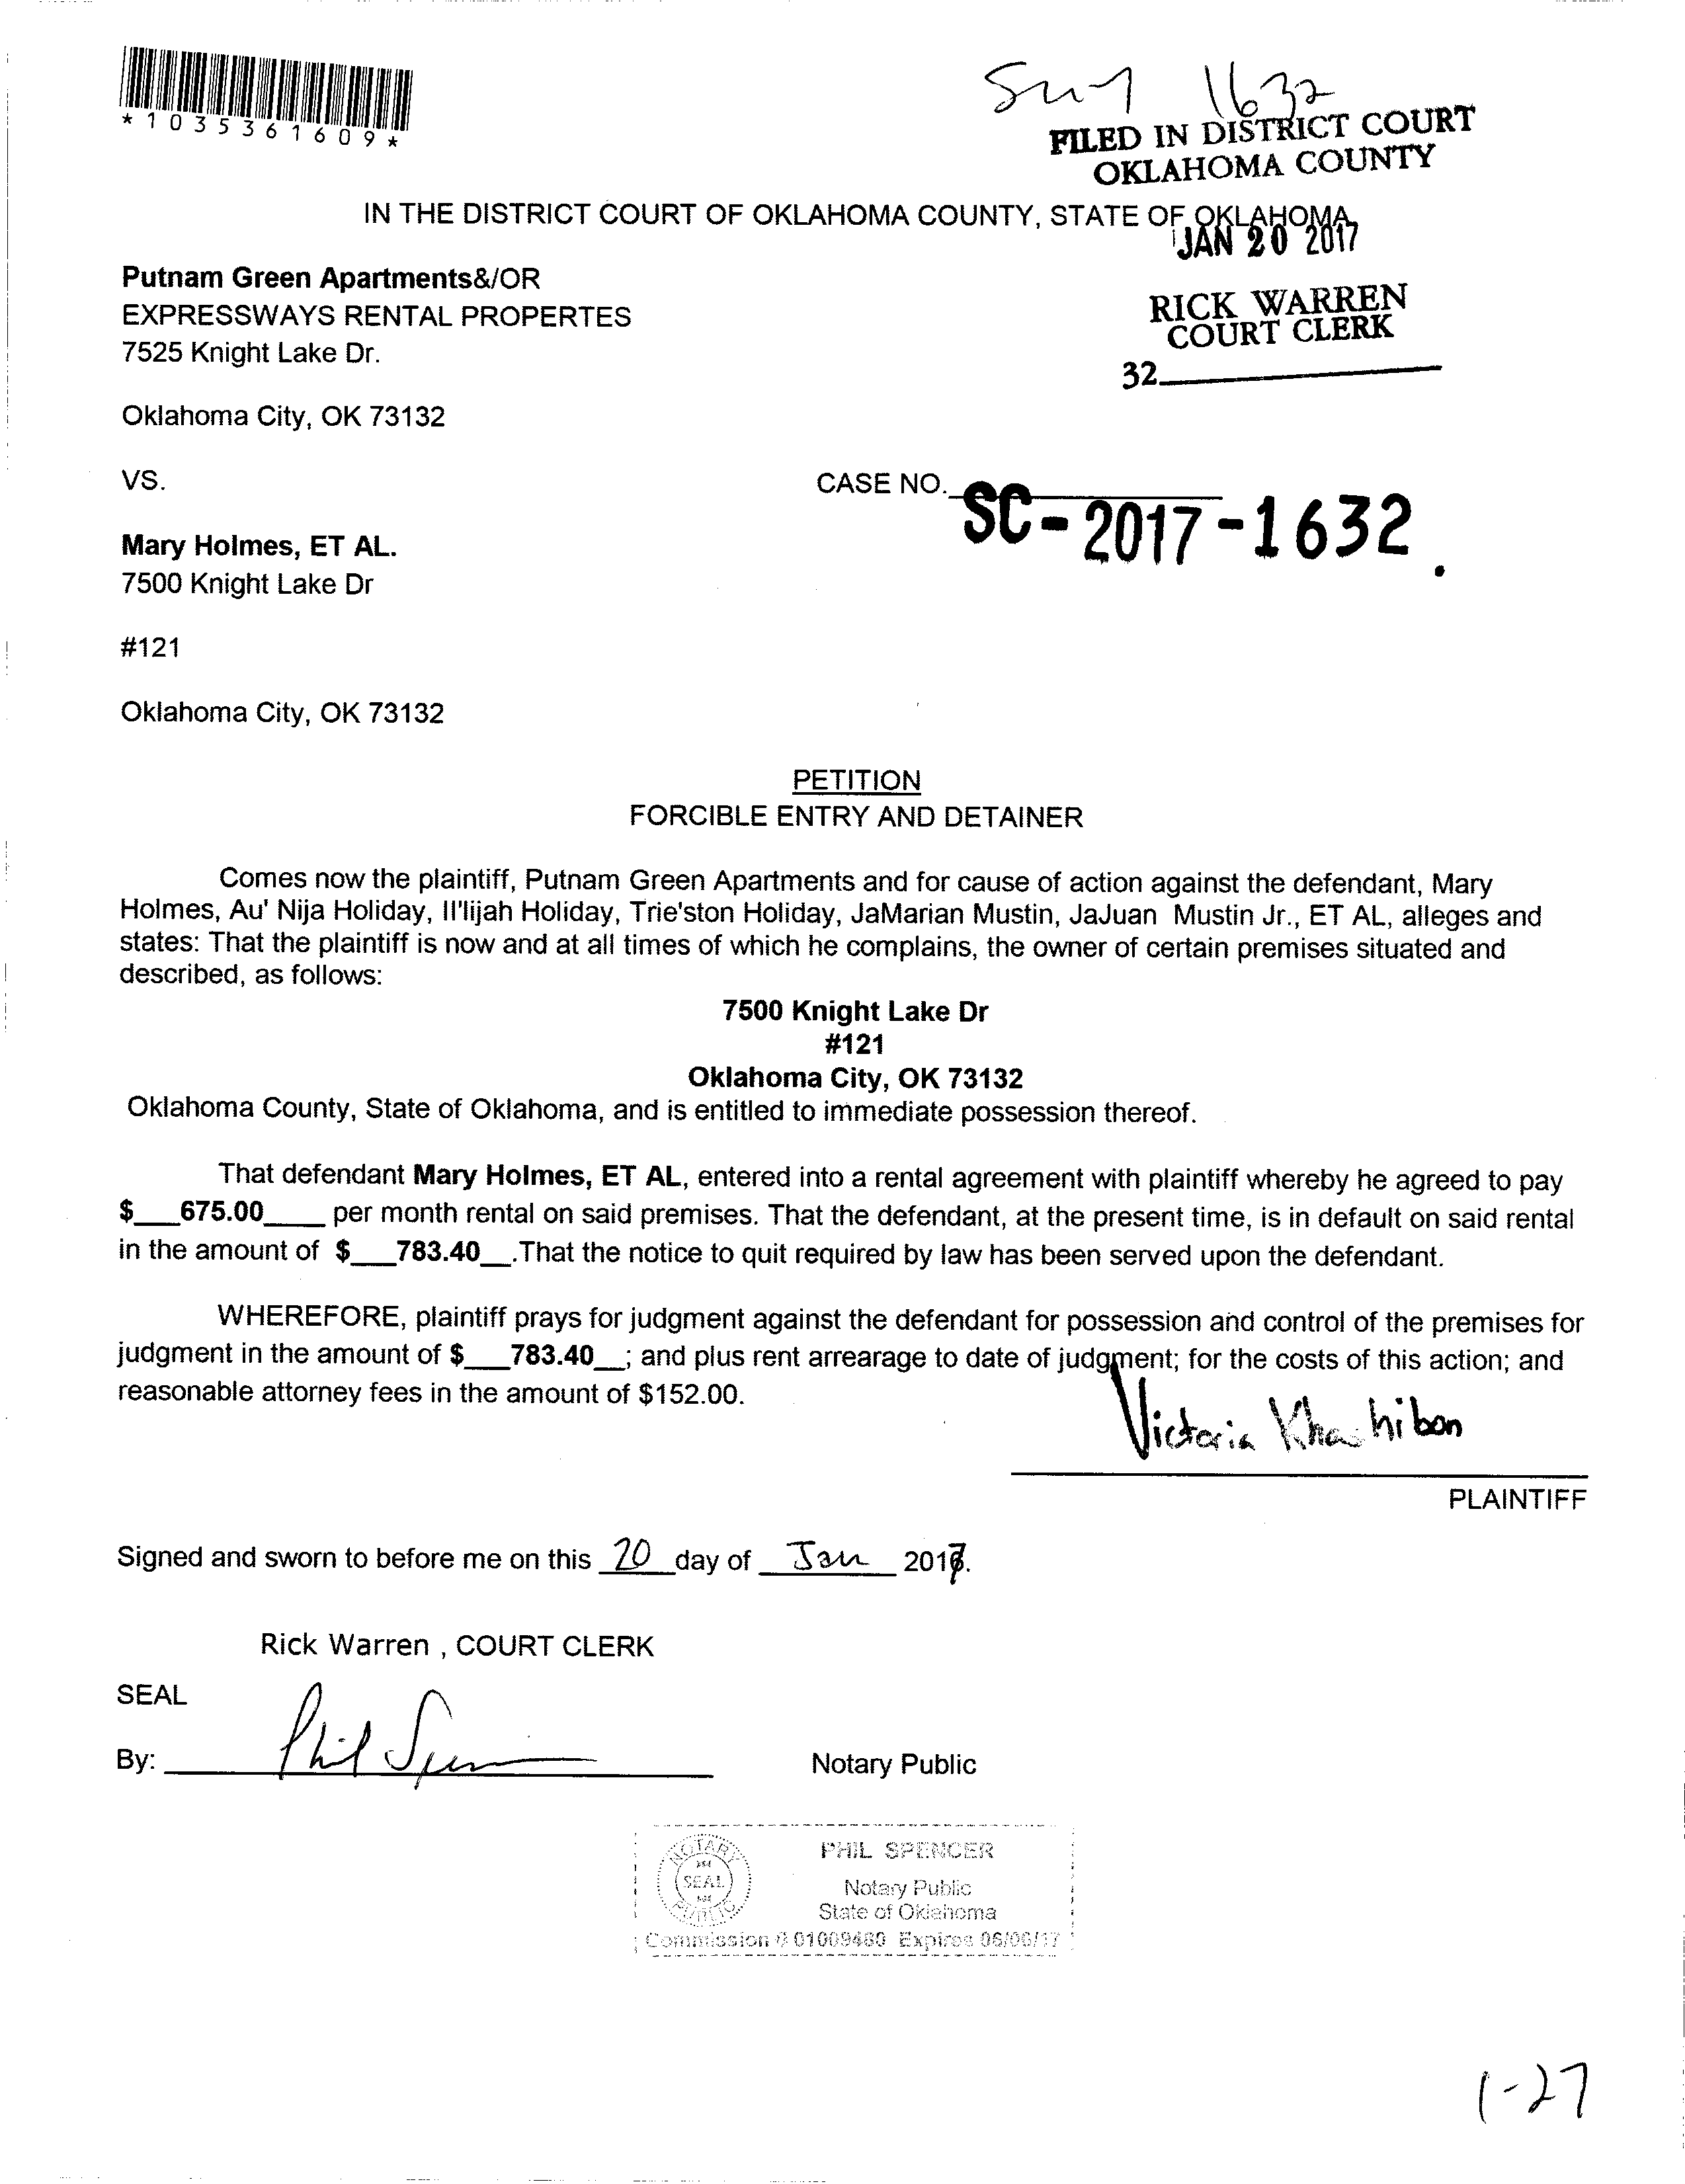 *1035361609*
1632
FILED IN DISTRICT COURT
OKLAHOMA COUNTY
IN THE DISTRICT COURT OF OKLAHOMA COUNTY, STATE OF OKLAHOMA
JAN 20 2017
Putnam Green Apartments&/OR
EXPRESSWAYS RENTAL PROPERTES
7525 Knight Lake Dr.
RICK WARREN
COURT CLERK
32
Oklahoma City, OK 73132
VS.
CASE NO. SC-2017-1632.
Mary Holmes, ET AL.
7500 Knight Lake Dr
#121
Oklahoma City, OK 73132
PETITION
FORCIBLE ENTRY AND DETAINER
Comes now the plaintiff, Putnam Green Apartments and for cause of action against the defendant, Mary
Holmes, Au' Nija Holiday, Il'lijah Holiday, Trie'ston Holiday, JaMarian Mustin, JaJuan Mustin Jr., ET AL, alleges and
states: That the plaintiff is now and at all times of which he complains, the owner of certain premises situated and
described, as follows:
7500 Knight Lake Dr
#121
Oklahoma City, OK 73132
Oklahoma County, State of Oklahoma, and is entitled to immediate possession thereof.
That defendant Mary Holmes, ET AL, entered into a rental agreement with plaintiff whereby he agreed to pay
$___675.00____ per month rental on said premises. That the defendant, at the present time, is in default on said rental
in the amount of $___783.40__.That the notice to quit required by law has been served upon the defendant.
WHEREFORE, plaintiff prays for judgment against the defendant for possession and control of the premises for
judgment in the amount of $___783.40__; and plus rent arrearage to date of judgment; for the costs of this action; and
reasonable attorney fees in the amount of $152.00.
Victoria Khashibon
PLAINTIFF
Signed and sworn to before me on this 20 day of Jan 2017.
Rick Warren , COURT CLERK
SEAL
By: Phil Spencer
Notary Public
NOTARY
SEAL
PUBLIC
PHIL SPENCER
Notary Public
State of Oklahoma
Commission # 01009460 Expires 06/06/17
1-27